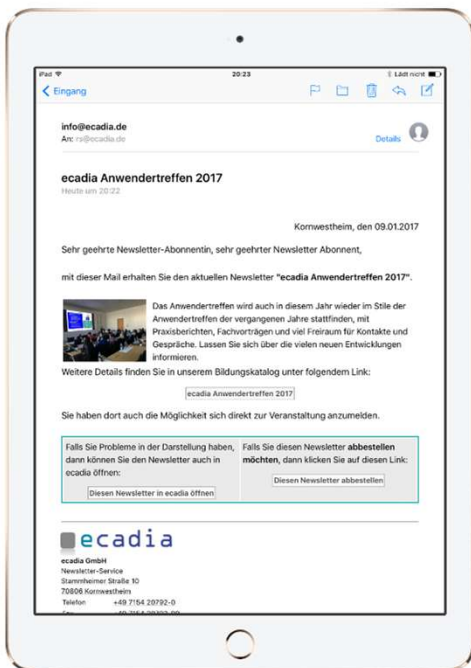 iPad
20:23
Lädt nicht
Eingang
info@ecadia.de
An: rs@ecadia.de
Details
ecadia Anwendertreffen 2017
Heute um 20:22
Kornwestheim, den 09.01.2017
Sehr geehrte Newsletter-Abonnentin, sehr geehrter Newsletter Abonnent,
mit dieser Mail erhalten Sie den aktuellen Newsletter "ecadia Anwendertreffen 2017".
Das Anwendertreffen wird auch in diesem Jahr wieder im Stile der
Anwendertreffen der vergangenen Jahre stattfinden, mit
Praxisberichten, Fachvorträgen und viel Freiraum für Kontakte und
Gespräche. Lassen Sie sich über die vielen neuen Entwicklungen
informieren.
Weitere Details finden Sie in unserem Bildungskatalog unter folgendem Link:
ecadia Anwendertreffen 2017
Sie haben dort auch die Möglichkeit sich direkt zur Veranstaltung anzumelden.
Falls Sie Probleme in der Darstellung haben,
dann können Sie den Newsletter auch in
ecadia öffnen:
Diesen Newsletter in ecadia öffnen
Falls Sie diesen Newsletter abbestellen
möchten, dann klicken Sie auf diesen Link:
Diesen Newsletter abbestellen
ecadia
ecadia GmbH
Newsletter-Service
Stammheimer Straße 10
70806 Kornwestheim
Telefon +49 7154 20792-0